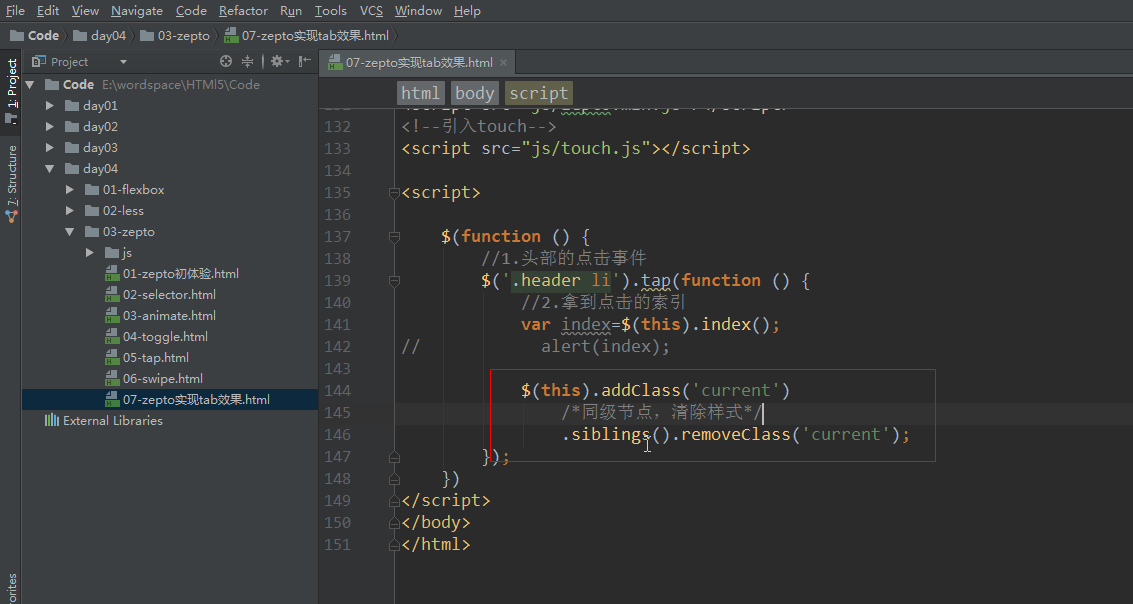 File Edit View Navigate Code Refactor Run Tools VCS Window Help
Code day04 03-zepto 07-zepto实现tab效果.html
1: Project
7: Structure
Project
Code E:\wordspace\HTMl5\Code
day01
day02
day03
day04
01-flexbox
02-less
03-zepto
js
01-zepto初体验.html
02-selector.html
03-animate.html
04-toggle.html
05-tap.html
06-swipe.html
07-zepto实现tab效果.html
External Libraries
07-zepto实现tab效果.html
html body script
132 <!--引入touch-->
133 <script src="js/touch.js"></script>
134
135 <script>
136
137 $(function () {
138 //1.头部的点击事件
139 $('.header li').tap(function () {
140 //2.拿到点击的索引
141 var index=$(this).index();
142 // alert(index);
143
144 $(this).addClass('current')
145 /*同级节点，清除样式*/
146 .siblings().removeClass('current');
147 });
148 })
149 </script>
150 </body>
151 </html>